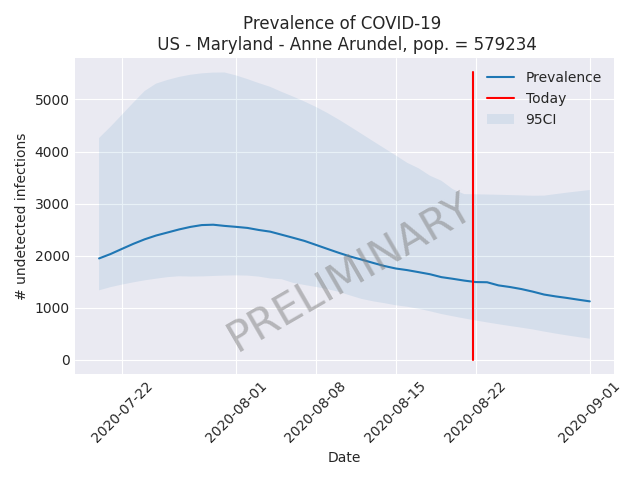 Prevalence of COVID-19
US - Maryland - Anne Arundel, pop. = 579234
Prevalence
Today
95CI
5000
4000
3000
2000
1000
0
# undetected infections
PRELIMINARY
2020-07-22
2020-08-01
2020-08-08
2020-08-15
2020-08-22
2020-09-01
Date